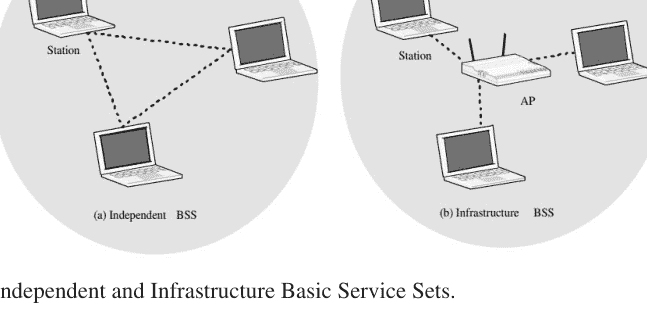 Station
Station
AP
(a) Independent BSS
(b) Infrastructure BSS
ndependent and Infrastructure Basic Service Sets.